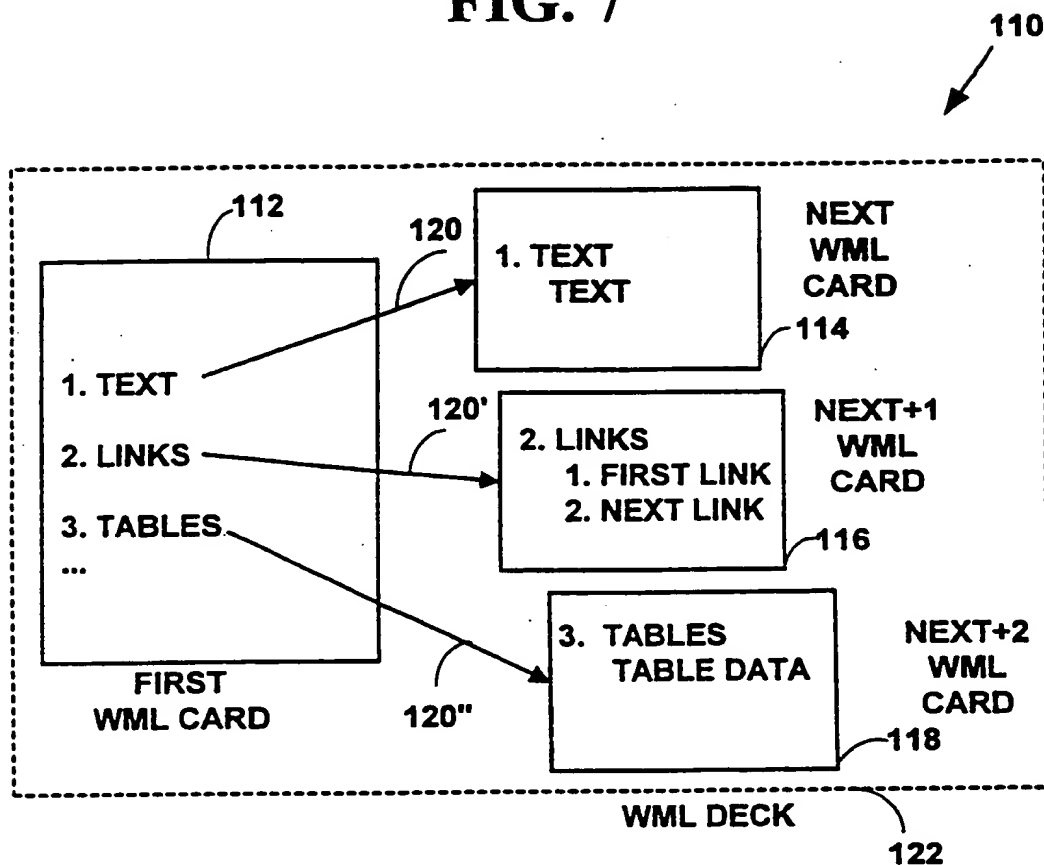 FIG. 7
110
112
120
1. TEXT
TEXT
NEXT
WML
CARD
114
1. TEXT
120'
2. LINKS
1. FIRST LINK
2. NEXT LINK
NEXT+1
WML
CARD
116
2. LINKS
3. TABLES
...
3. TABLES
TABLE DATA
NEXT+2
WML
CARD
118
FIRST
WML CARD
120"
WML DECK
122